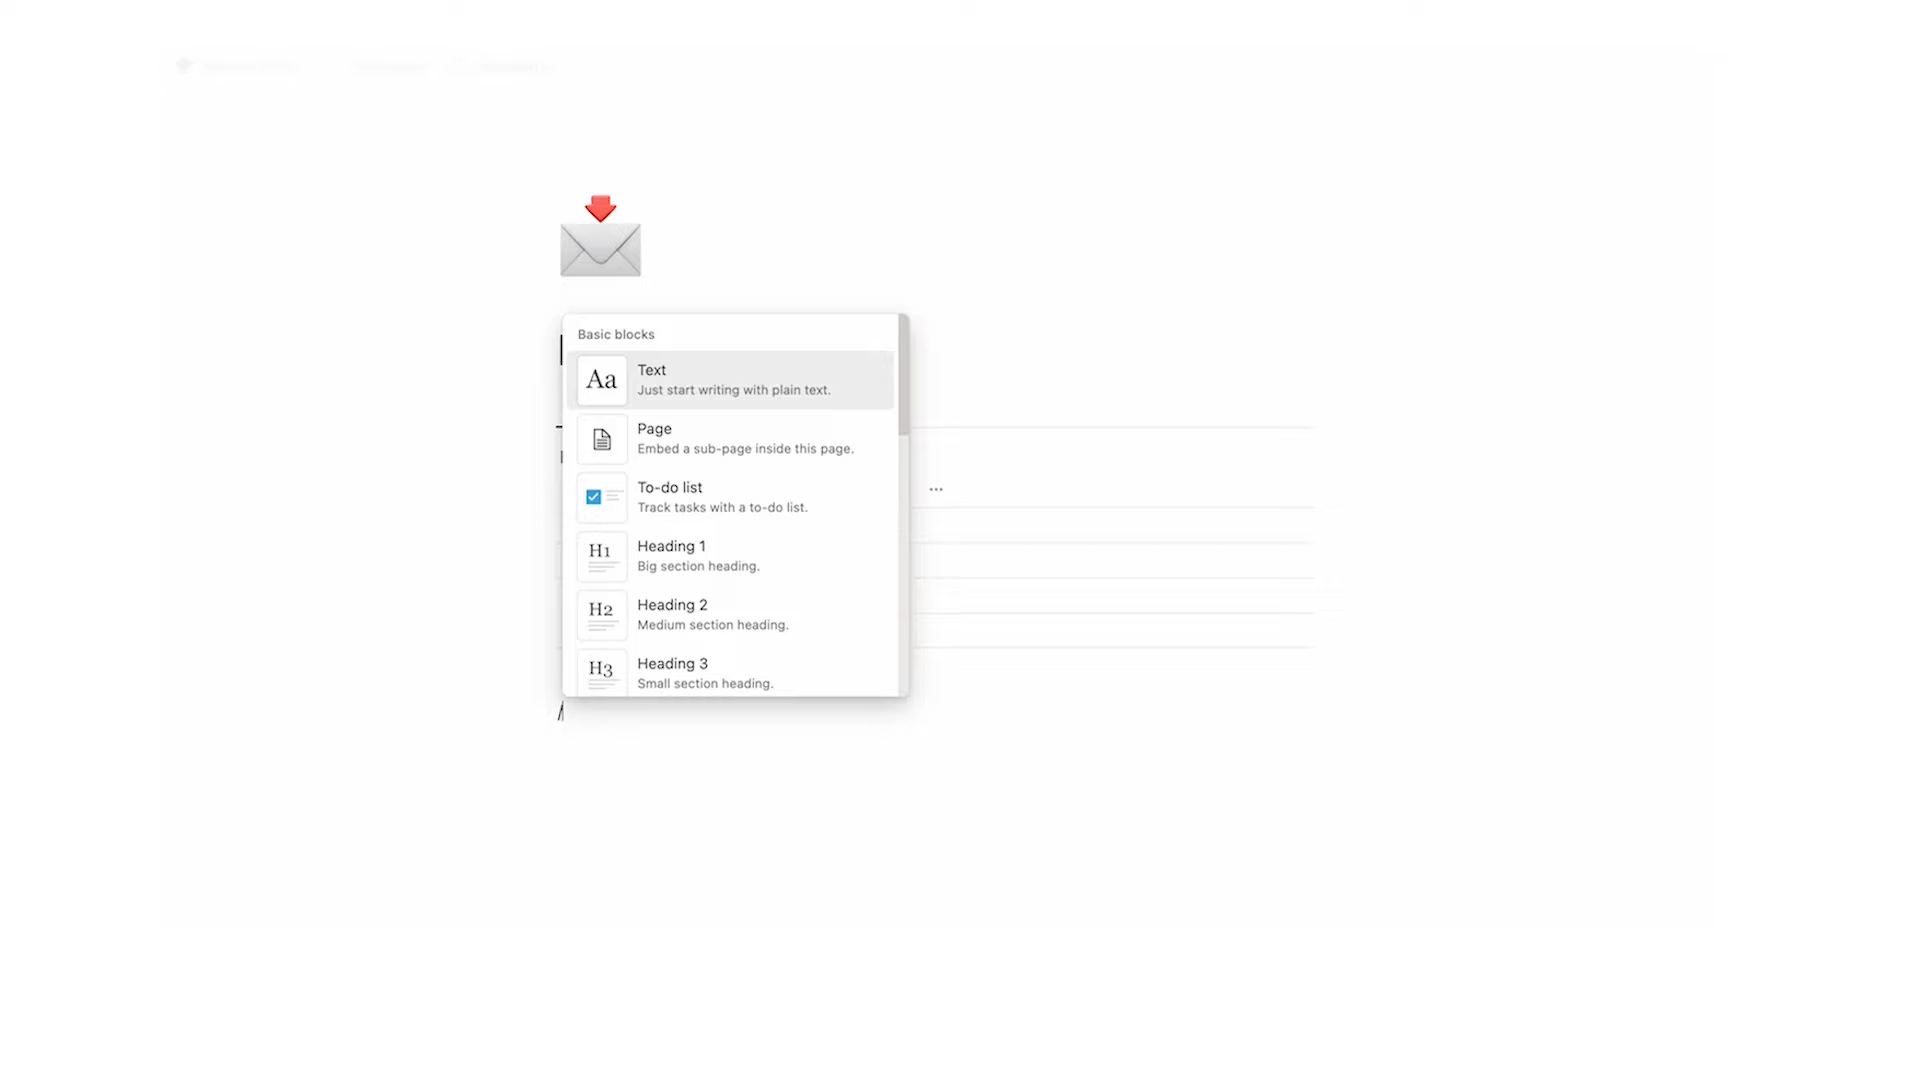 Basic blocks
Aa
Text
Just start writing with plain text.
Page
Embed a sub-page inside this page.
To-do list
Track tasks with a to-do list.
...
H1
Heading 1
Big section heading.
H2
Heading 2
Medium section heading.
H3
Heading 3
Small section heading.
/